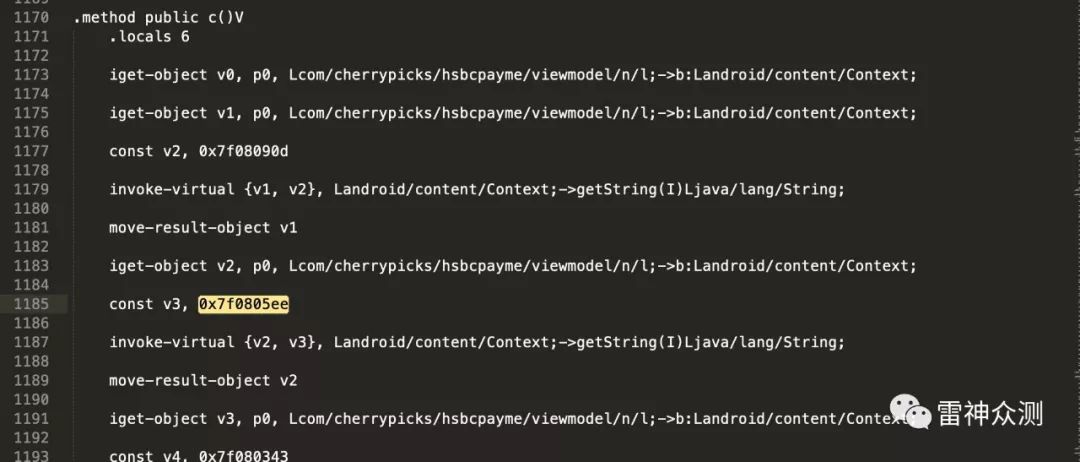 1170 .method public c()V
1171 .locals 6
1172
1173 iget-object v0, p0, Lcom/cherrypicks/hsbcpayme/viewmodel/n/l;->b:Landroid/content/Context;
1174
1175 iget-object v1, p0, Lcom/cherrypicks/hsbcpayme/viewmodel/n/l;->b:Landroid/content/Context;
1176
1177 const v2, 0x7f08090d
1178
1179 invoke-virtual {v1, v2}, Landroid/content/Context;->getString(I)Ljava/lang/String;
1180
1181 move-result-object v1
1182
1183 iget-object v2, p0, Lcom/cherrypicks/hsbcpayme/viewmodel/n/l;->b:Landroid/content/Context;
1184
1185 const v3, 0x7f0805ee
1186
1187 invoke-virtual {v2, v3}, Landroid/content/Context;->getString(I)Ljava/lang/String;
1188
1189 move-result-object v2
1190
1191 iget-object v3, p0, Lcom/cherrypicks/hsbcpayme/viewmodel/n/l;->b:Landroid/content/Context;
雷神众测
1192
1193 const v4, 0x7f080343